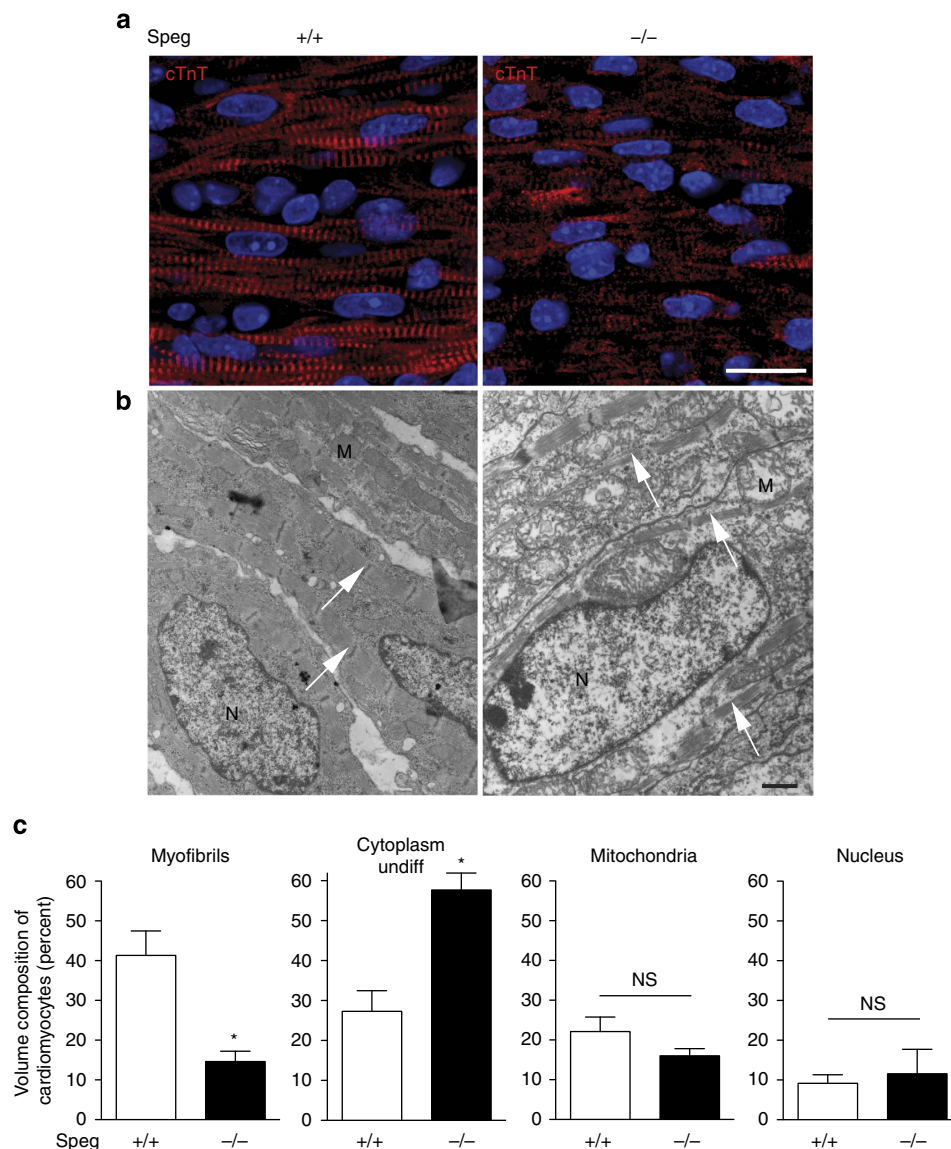 a
Speg +/+ –/–
cTnT cTnT
b
M
N
M
N
c
Myofibrils
Cytoplasm
undiff
Mitochondria
Nucleus
Volume composition of
cardiomyocytes (percent)
60
50
40
30
20
10
0
*
60
50
40
30
20
10
0
*
60
50
40
30
20
10
0
NS
60
50
40
30
20
10
0
NS
Speg +/+ –/– +/+ –/– +/+ –/– +/+ –/–